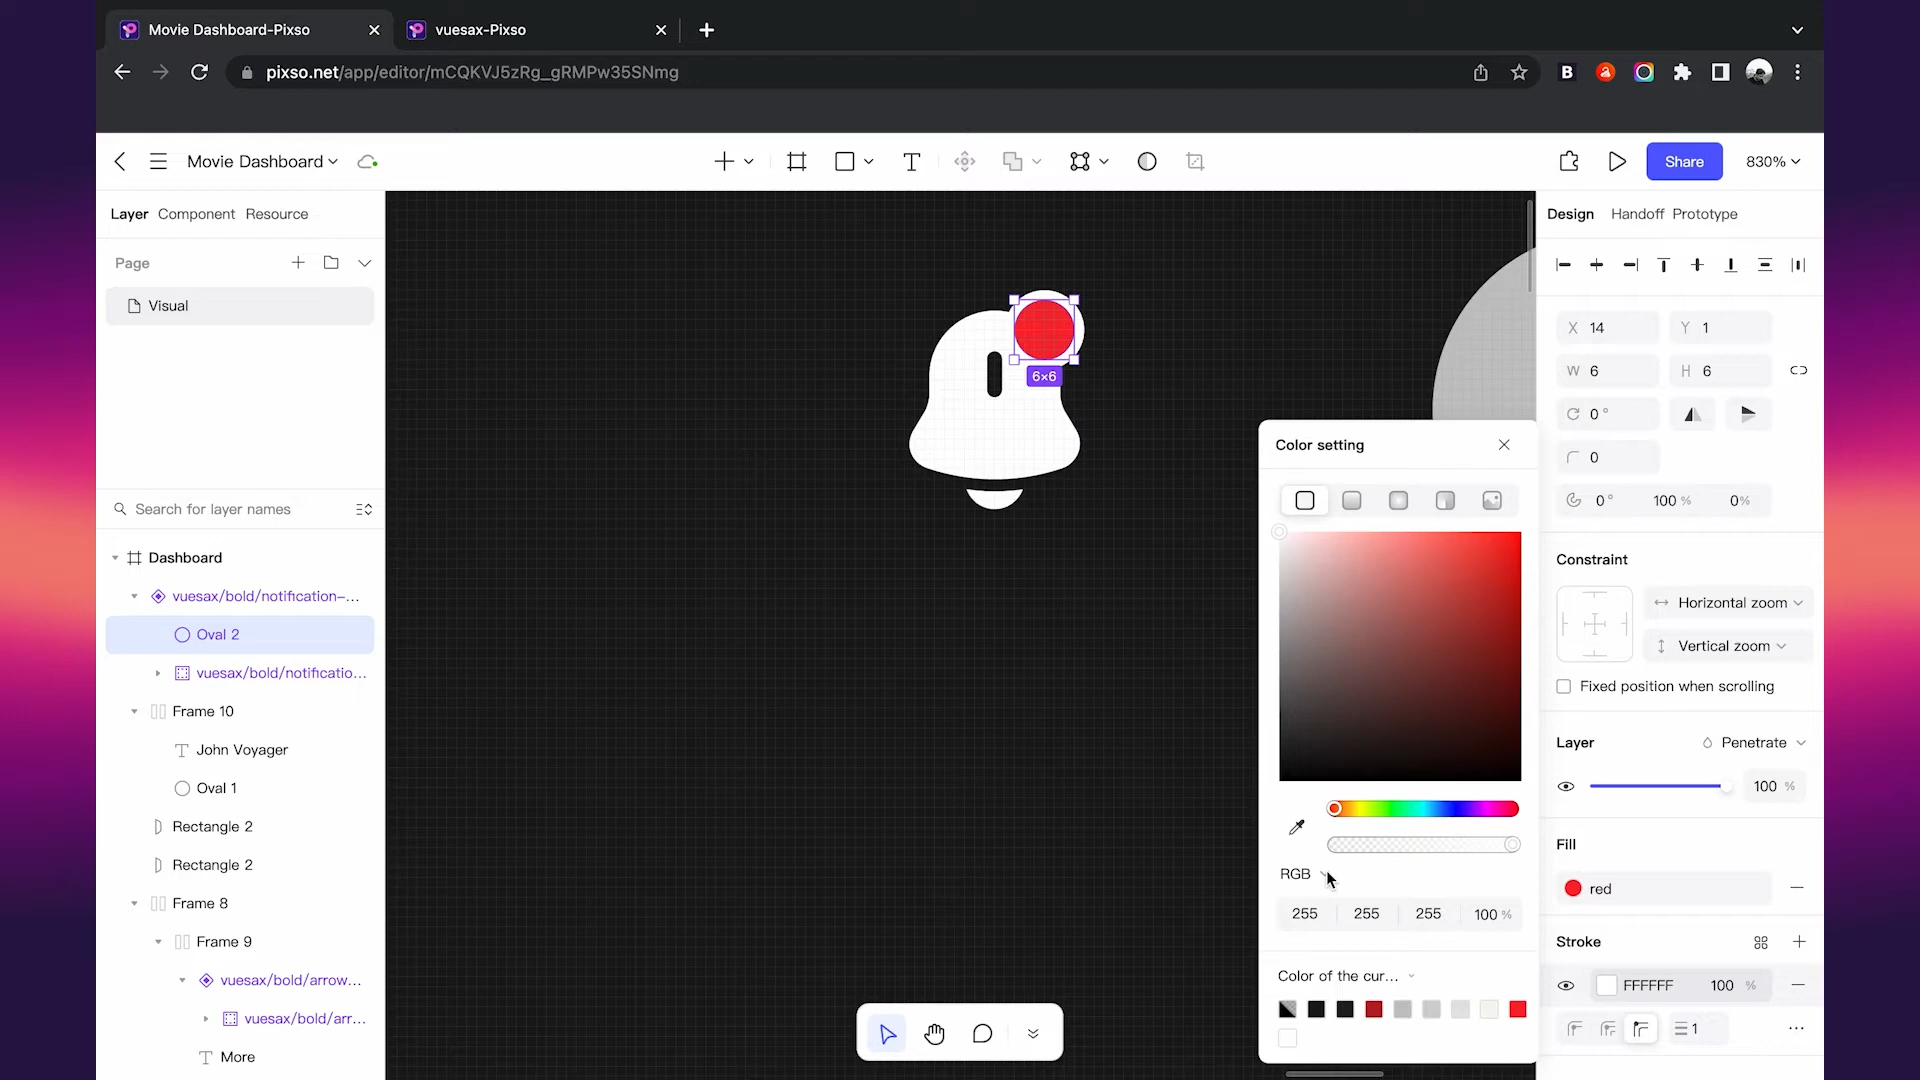 Movie Dashboard-Pixso
vuesax-Pixso
pixso.net/app/editor/mCQKVJ5zRg_gRMPw35SNmg
B
Movie Dashboard
Share
830%
Layer
Component
Resource
Design
Handoff
Prototype
Page
Visual
X 14
Y 1
W 6
H 6
0 °
0
0 ° 100 % 0%
6×6
Color setting
Search for layer names
Dashboard
vuesax/bold/notification-...
Oval 2
vuesax/bold/notificatio...
Frame 10
John Voyager
Oval 1
Rectangle 2
Rectangle 2
Frame 8
Frame 9
vuesax/bold/arrow...
vuesax/bold/arr...
More
Constraint
Horizontal zoom
Vertical zoom
Fixed position when scrolling
Layer
Penetrate
100 %
Fill
red
RGB
255 255 255 100 %
Color of the cur...
Stroke
FFFFFF 100 %
1